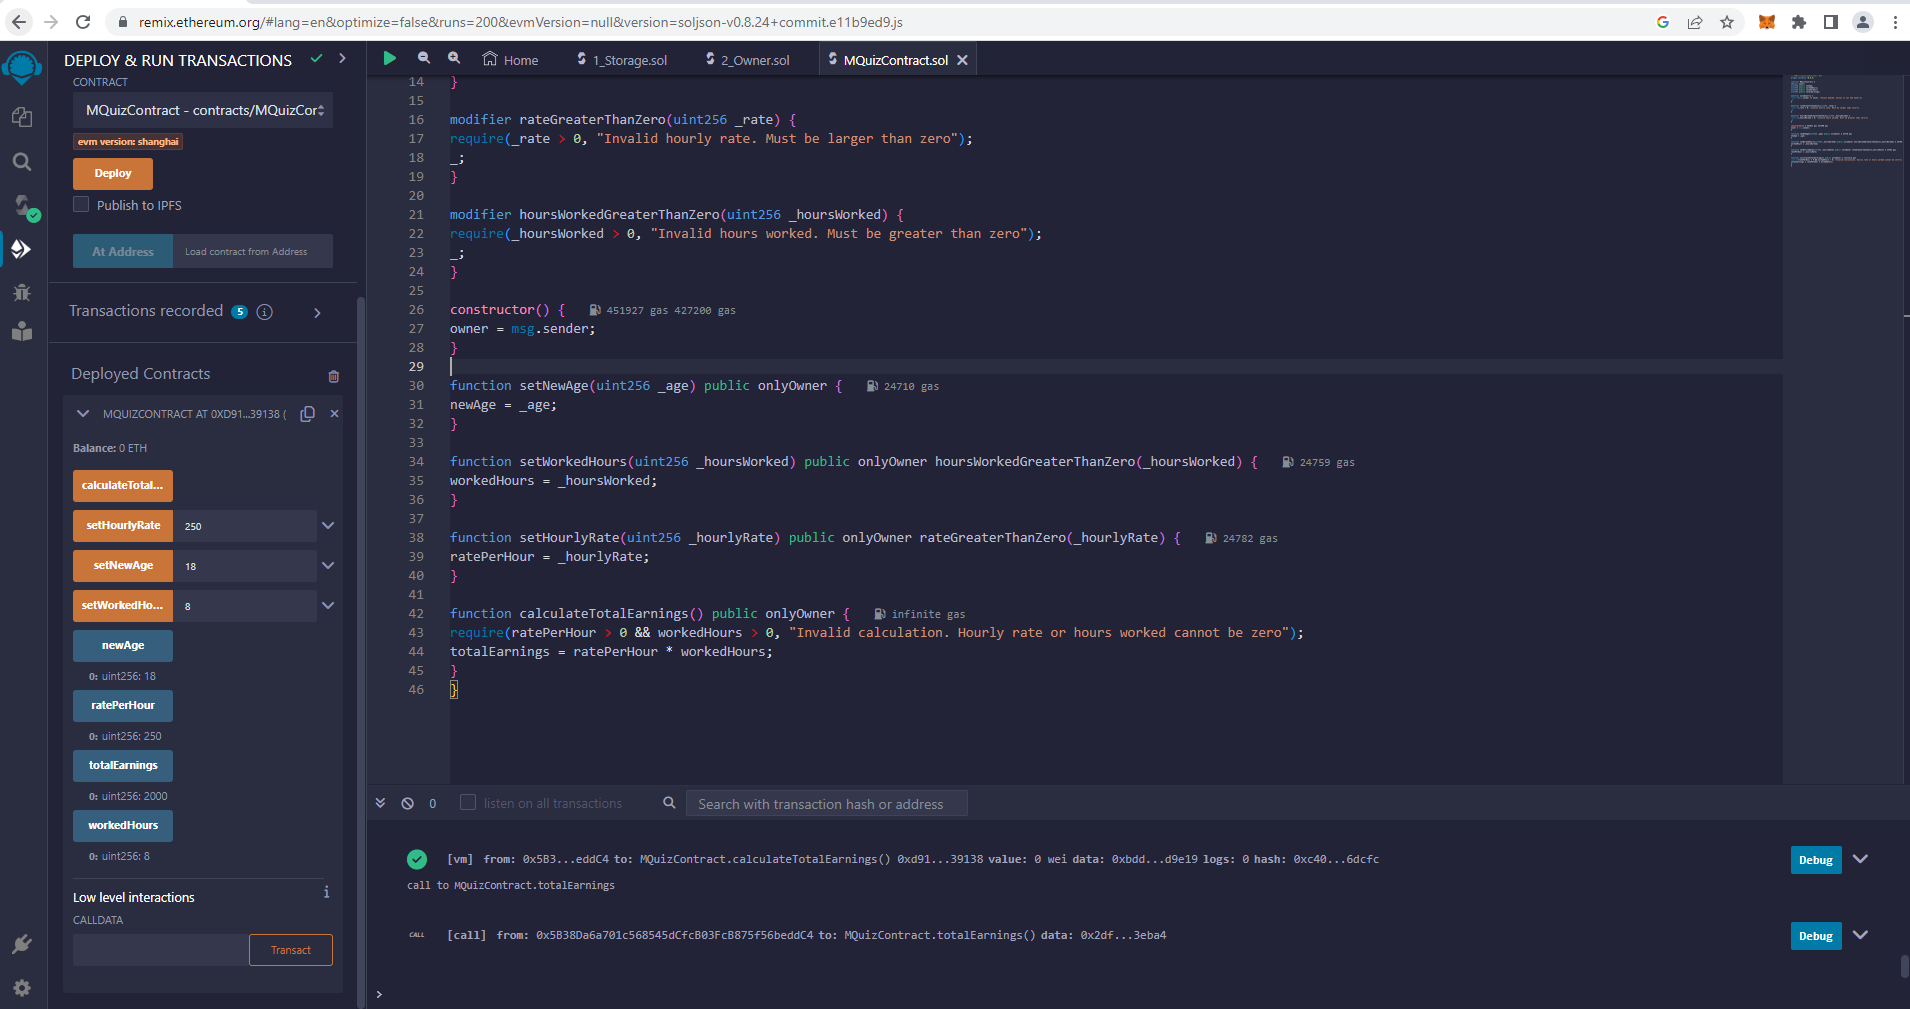 remix.ethereum.org/#lang=en&optimize=false&runs=200&evmVersion=null&version=soljson-v0.8.24+commit.e11b9ed9.js
DEPLOY & RUN TRANSACTIONS
CONTRACT
MQuizContract - contracts/MQuizCor
evm version: shanghai
Deploy
Publish to IPFS
At Address
Load contract from Address
Transactions recorded 5 i
Deployed Contracts
MQUIZCONTRACT AT 0XD91...39138 (
Balance: 0 ETH
calculateTotal...
setHourlyRate 250
setNewAge 18
setWorkedHo... 8
newAge
0: uint256: 18
ratePerHour
0: uint256: 250
totalEarnings
0: uint256: 2000
workedHours
0: uint256: 8
Low level interactions i
CALLDATA
Transact
Home
1_Storage.sol
2_Owner.sol
MQuizContract.sol
14 }
15
16 modifier rateGreaterThanZero(uint256 _rate) {
17 require(_rate > 0, "Invalid hourly rate. Must be larger than zero");
18 _;
19 }
20
21 modifier hoursWorkedGreaterThanZero(uint256 _hoursWorked) {
22 require(_hoursWorked > 0, "Invalid hours worked. Must be greater than zero");
23 _;
24 }
25
26 constructor() { 451927 gas 427200 gas
27 owner = msg.sender;
28 }
29
30 function setNewAge(uint256 _age) public onlyOwner { 24710 gas
31 newAge = _age;
32 }
33
34 function setWorkedHours(uint256 _hoursWorked) public onlyOwner hoursWorkedGreaterThanZero(_hoursWorked) { 24759 gas
35 workedHours = _hoursWorked;
36 }
37
38 function setHourlyRate(uint256 _hourlyRate) public onlyOwner rateGreaterThanZero(_hourlyRate) { 24782 gas
39 ratePerHour = _hourlyRate;
40 }
41
42 function calculateTotalEarnings() public onlyOwner { infinite gas
43 require(ratePerHour > 0 && workedHours > 0, "Invalid calculation. Hourly rate or hours worked cannot be zero");
44 totalEarnings = ratePerHour * workedHours;
45 }
46 }
0 listen on all transactions Search with transaction hash or address
[vm] from: 0x5B3...eddC4 to: MQuizContract.calculateTotalEarnings() 0xd91...39138 value: 0 wei data: 0xbdd...d9e19 logs: 0 hash: 0xc40...6dcfc Debug
call to MQuizContract.totalEarnings
CALL [call] from: 0x5B38Da6a701c568545dCfcB03FcB875f56beddC4 to: MQuizContract.totalEarnings() data: 0x2df...3eba4 Debug
>